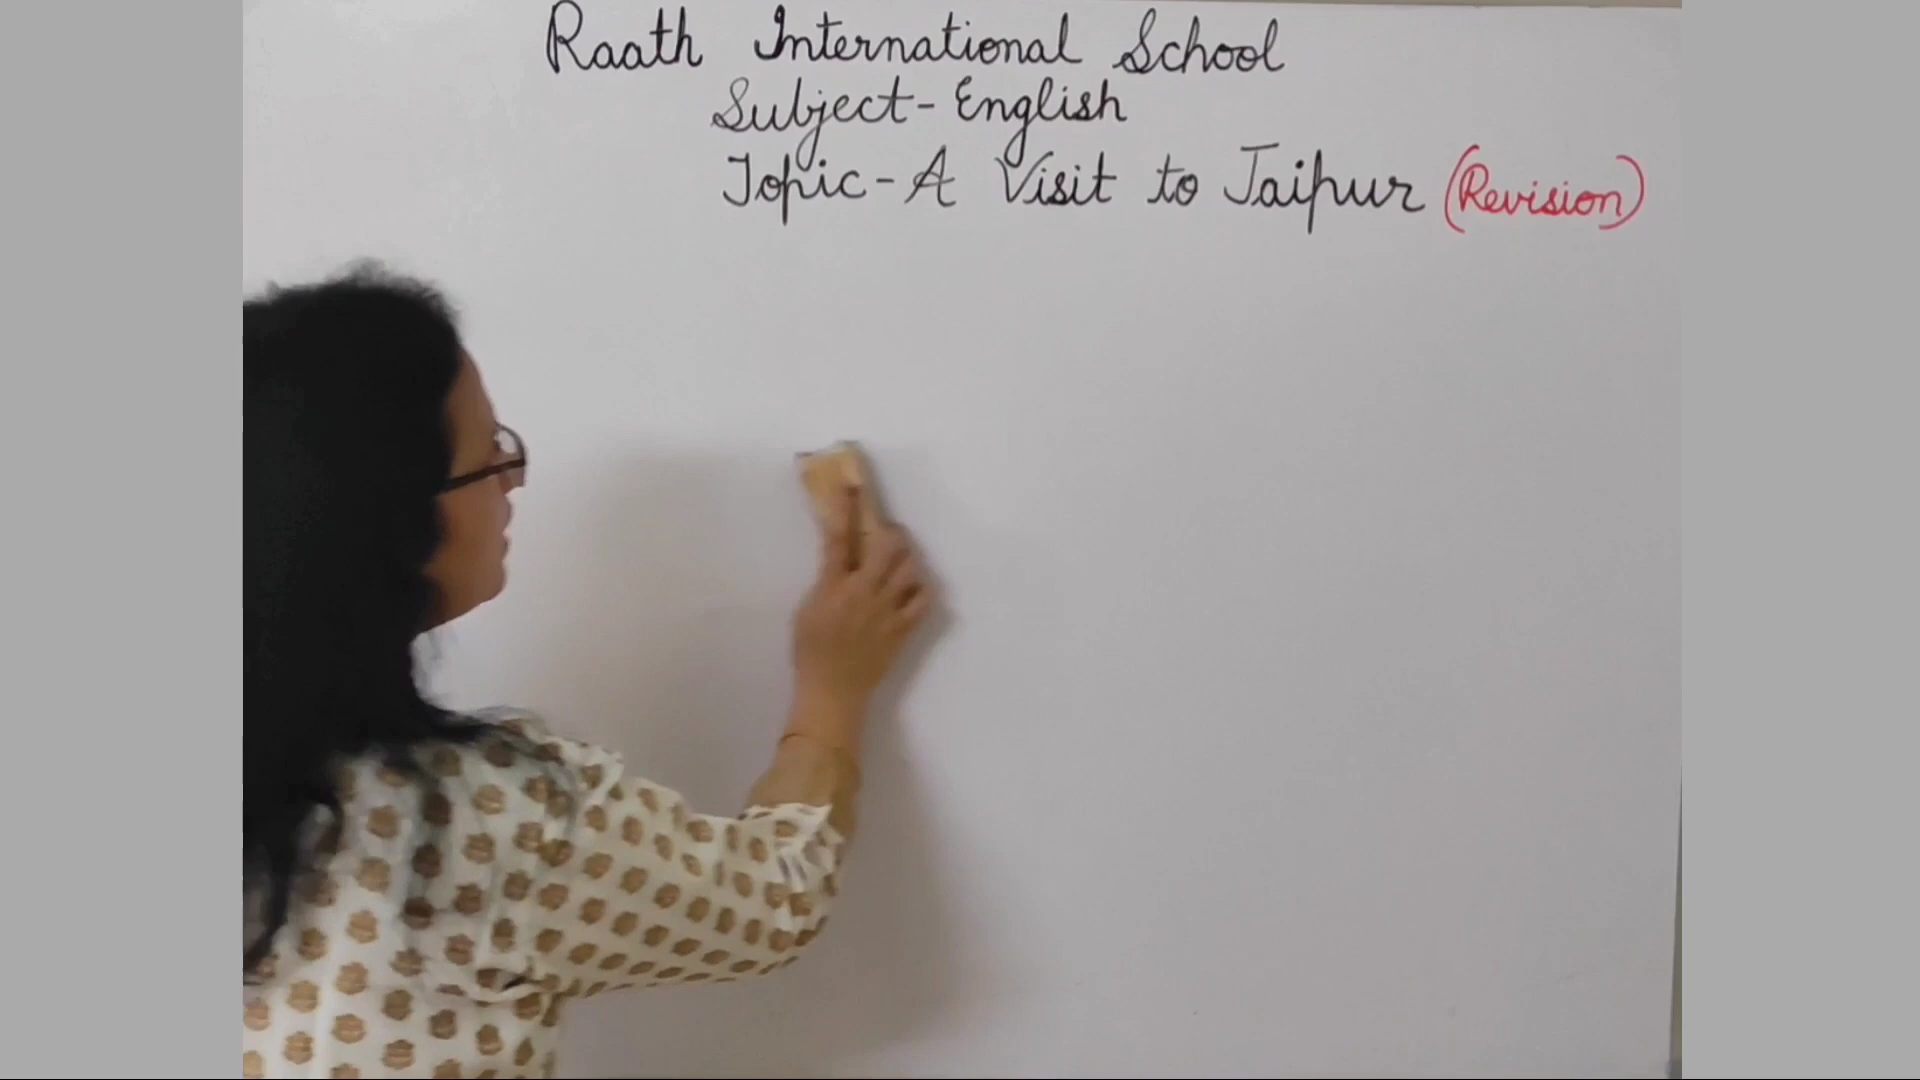 Raath International School
Subject- English
Topic- A Visit to Jaipur (Revision)